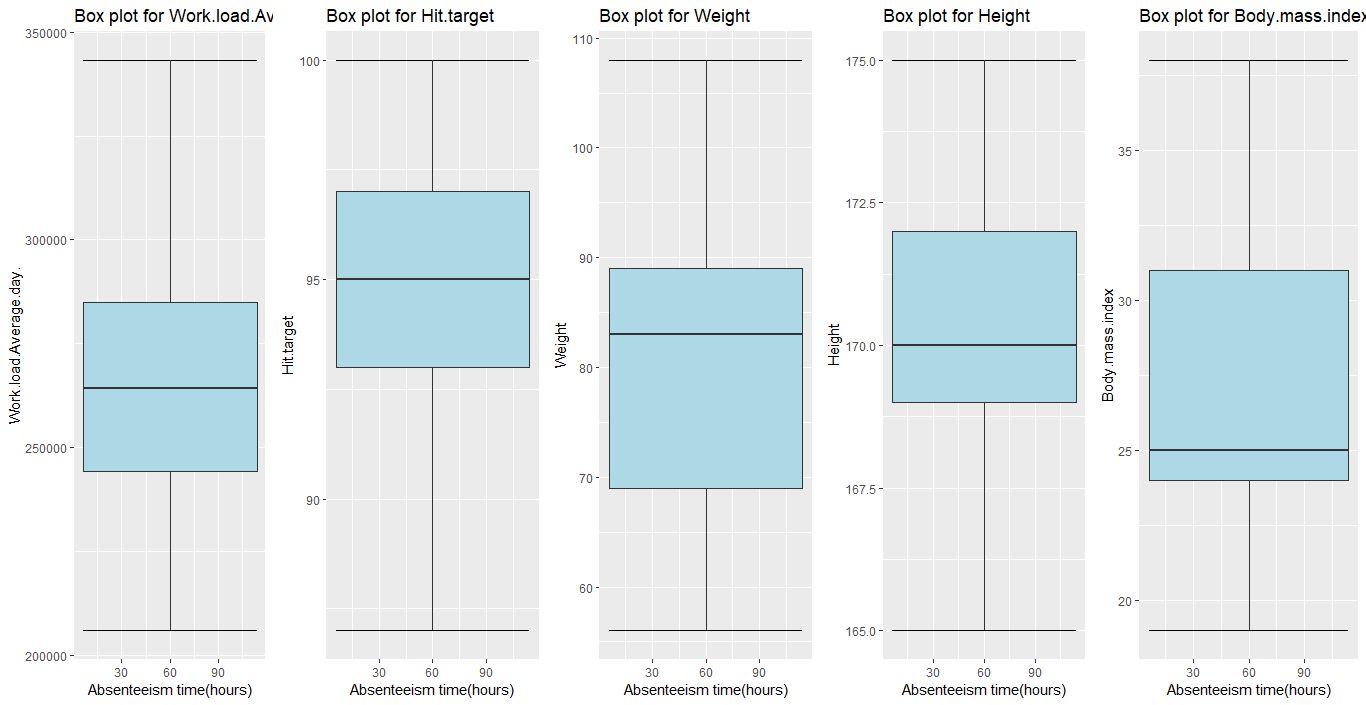 Box plot for Work.load.Av
Work.load.Average.day.
350000
300000
250000
200000
30 60 90
Absenteeism time(hours)
Box plot for Hit.target
Hit.target
100
95
90
30 60 90
Absenteeism time(hours)
Box plot for Weight
Weight
110
100
90
80
70
60
30 60 90
Absenteeism time(hours)
Box plot for Height
Height
175.0
172.5
170.0
167.5
165.0
30 60 90
Absenteeism time(hours)
Box plot for Body.mass.index
Body.mass.index
35
30
25
20
30 60 90
Absenteeism time(hours)